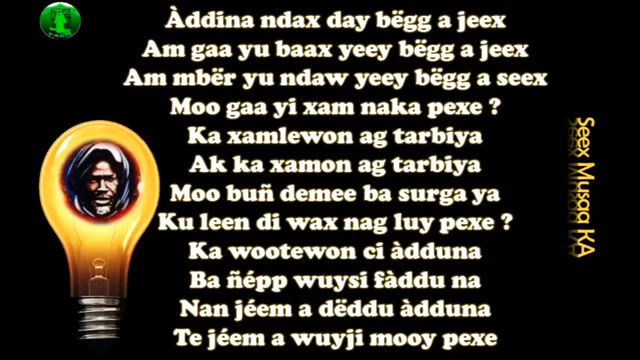 Àddina ndax day bëgg a jeex
Am gaa yu baax yeey bëgg a jeex
Am mbër yu ndaw yeey bëgg a seex
Moo gaa yi xam naka pexe ?
Ka xamlewon ag tarbiya
Ak ka xamon ag tarbiya
Moo buñ demee ba surga ya
Ku leen di wax nag luy pexe ?
Ka wootewon ci àdduna
Ba ñépp wuysi fàddu na
Nan jéem a dëddu àdduna
Te jéem a wuyji mooy pexe
Seex Musaa KA